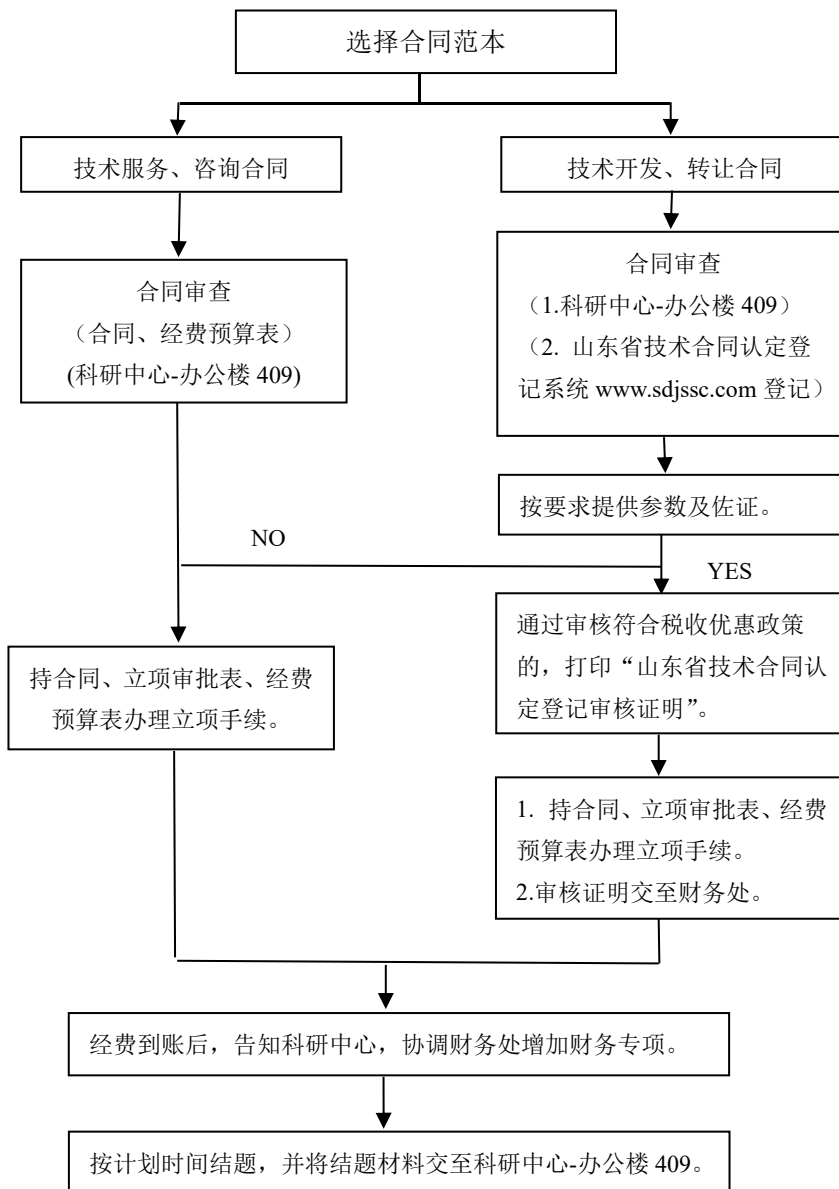 选择合同范本
技术服务、咨询合同
技术开发、转让合同
合同审查
（合同、经费预算表）
(科研中心-办公楼 409)
合同审查
（1.科研中心-办公楼 409）
（2. 山东省技术合同认定登
记系统 www.sdjssc.com 登记）
按要求提供参数及佐证。
NO
YES
持合同、立项审批表、经费
预算表办理立项手续。
通过审核符合税收优惠政策
的，打印“山东省技术合同认
定登记审核证明”。
1. 持合同、立项审批表、经费
预算表办理立项手续。
2.审核证明交至财务处。
经费到账后，告知科研中心，协调财务处增加财务专项。
按计划时间结题，并将结题材料交至科研中心-办公楼 409。